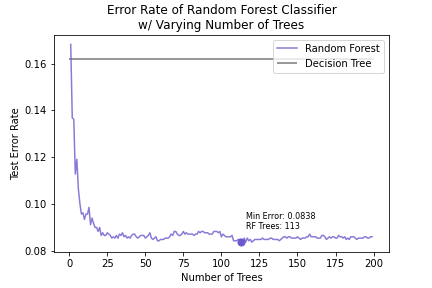 Error Rate of Random Forest Classifier
w/ Varying Number of Trees
Random Forest
Decision Tree
Test Error Rate
0.16
0.14
0.12
0.10
0.08
Min Error: 0.0838
RF Trees: 113
0
25
50
75
100
125
150
175
200
Number of Trees